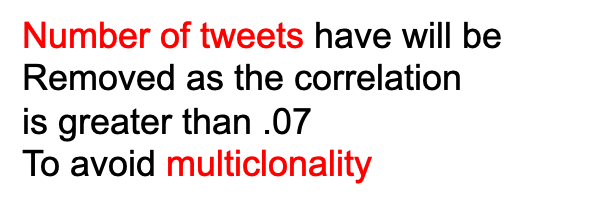 Number of tweets have will be
Removed as the correlation
is greater than .07
To avoid multiclonality